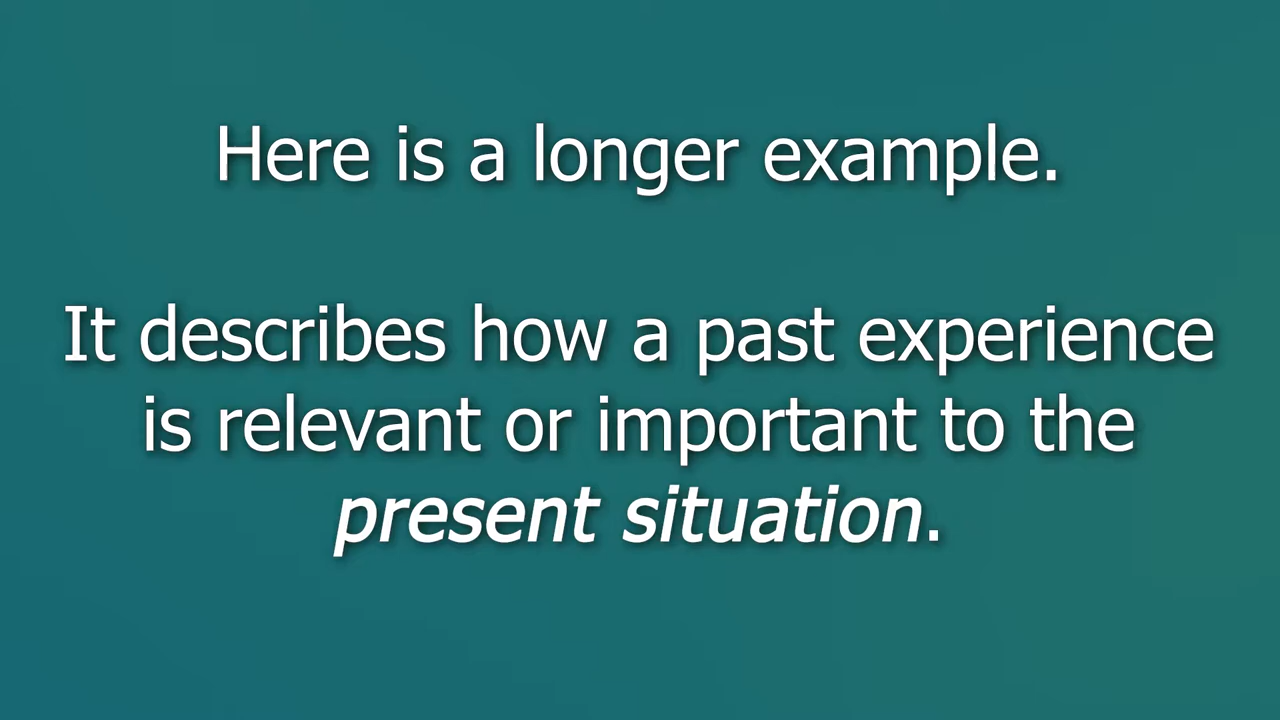 Here is a longer example.
It describes how a past experience
is relevant or important to the
present situation.